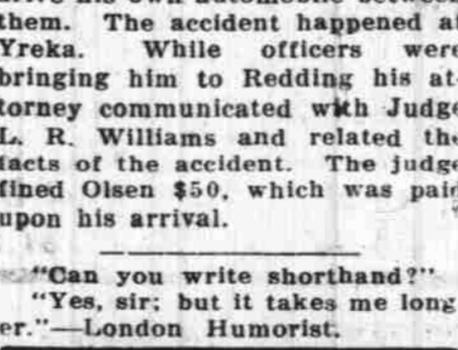 them. The accident happened at
Yreka. While officers were
bringing him to Redding his at-
torney communicated with Judge
L. R. Williams and related the
facts of the accident. The judge
fined Olsen $50, which was paid
upon his arrival.
"Can you write shorthand?"
"Yes, sir; but it takes me long
er."—London Humorist.